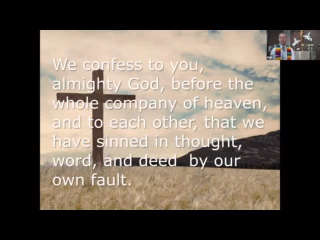 We confess to you,
almighty God, before the
whole company of heaven,
and to each other, that we
have sinned in thought,
word, and deed  by our
own fault.